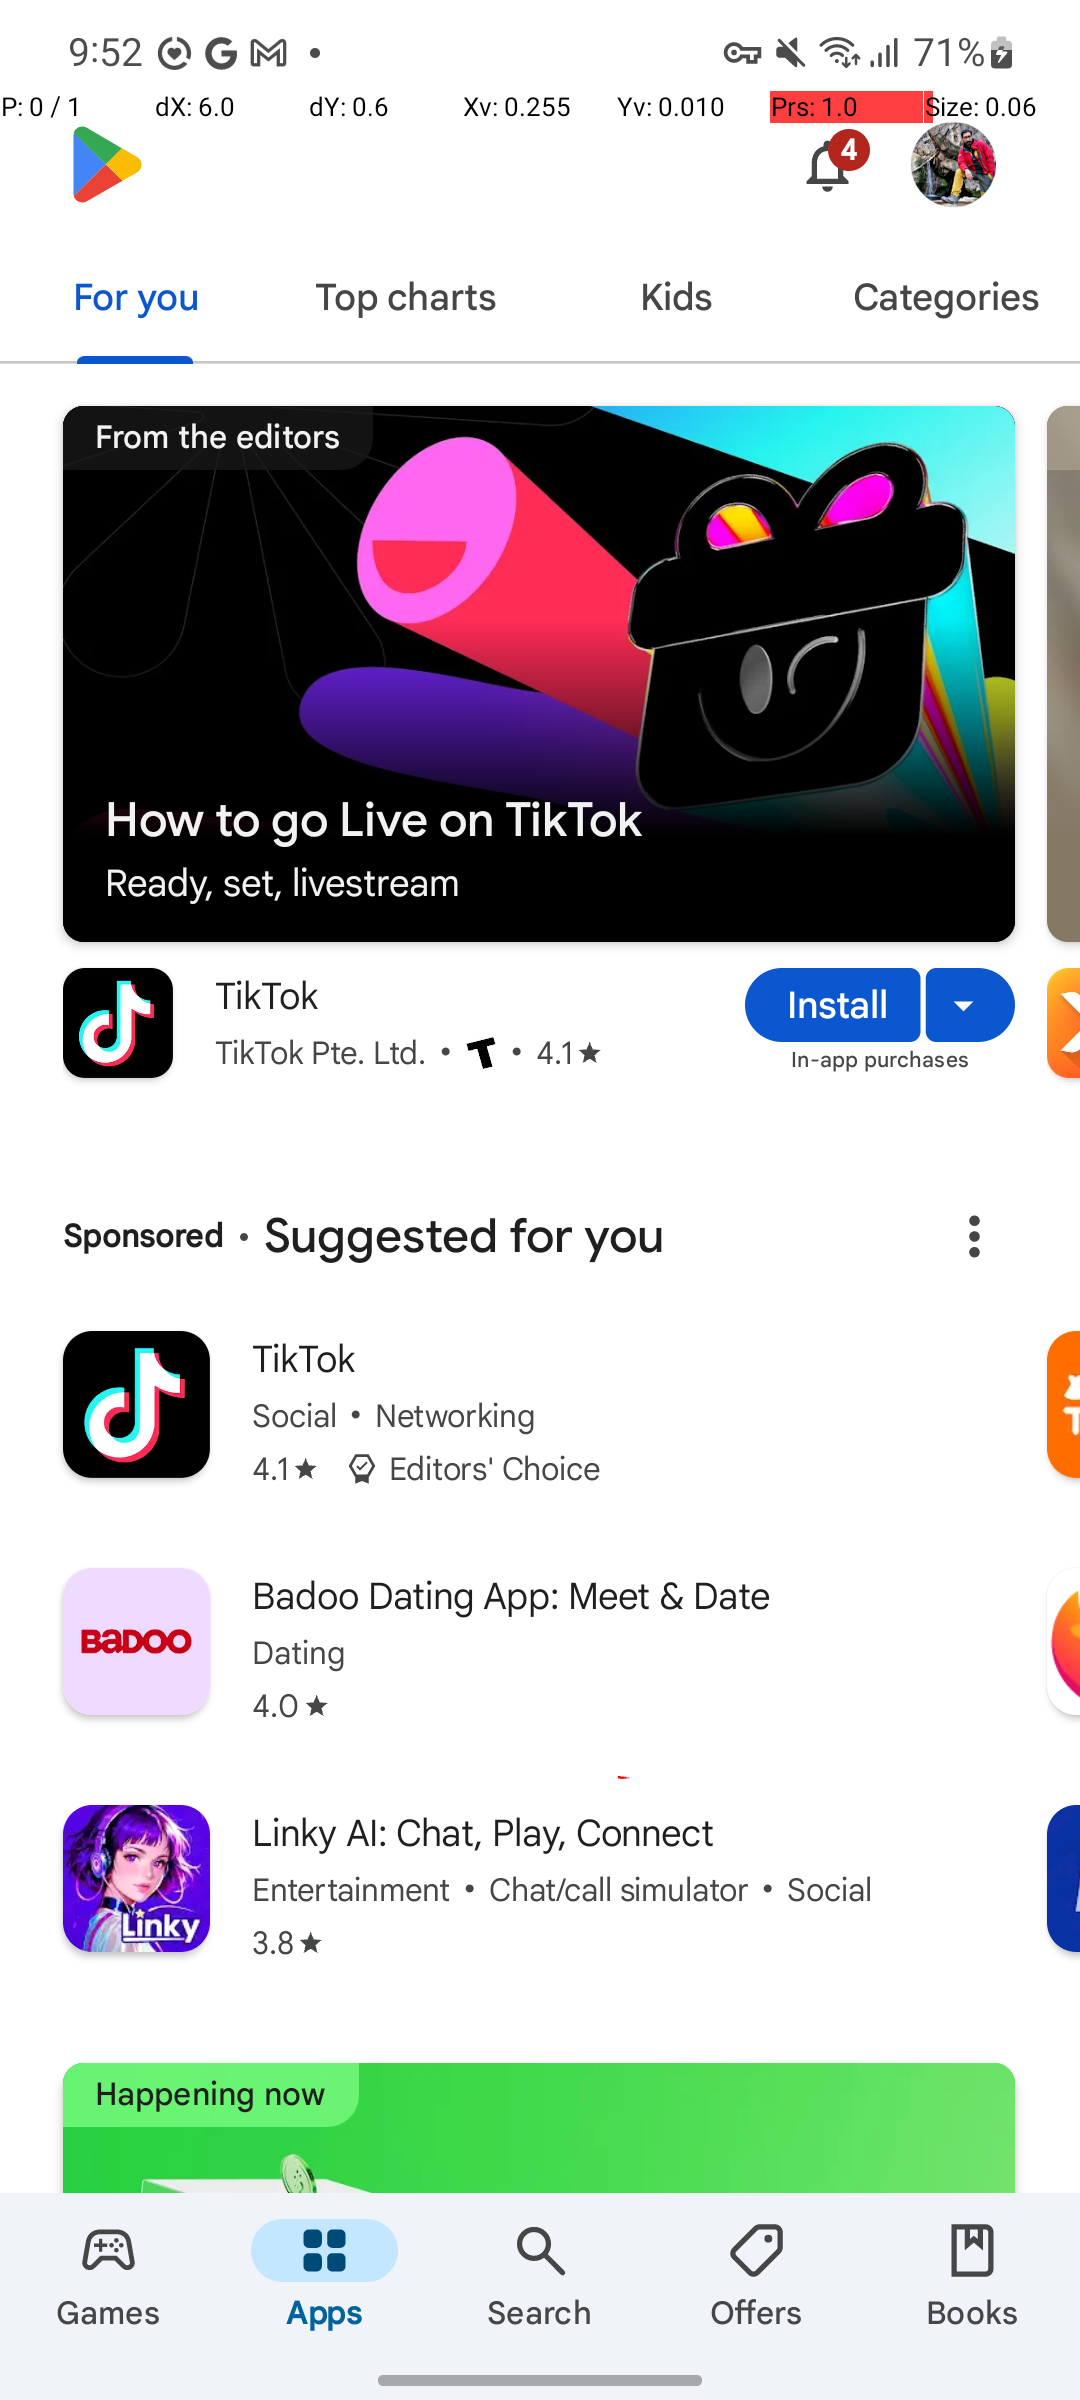 9:52
71%
P: 0 / 1 dX: 6.0 dY: 0.6 Xv: 0.255 Yv: 0.010 Prs: 1.0 Size: 0.06
4
For you Top charts Kids Categories
From the editors
How to go Live on TikTok
Ready, set, livestream
TikTok
TikTok Pte. Ltd. • T • 4.1★
Install
In-app purchases
Sponsored • Suggested for you
TikTok
Social • Networking
4.1★ Editors' Choice
BADOO
Badoo Dating App: Meet & Date
Dating
4.0 ★
Linky
Linky AI: Chat, Play, Connect
Entertainment • Chat/call simulator • Social
3.8 ★
Happening now
Games Apps Search Offers Books